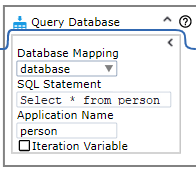 Query Database
Database Mapping
database
SQL Statement
Select * from person
Application Name
person
Iteration Variable